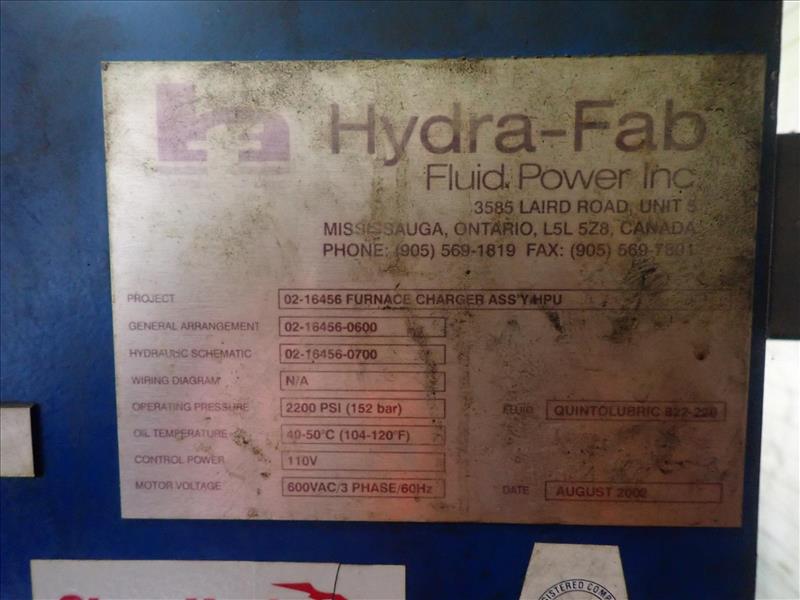 Hydra-Fab
Fluid Power Inc
3585 LAIRD ROAD, UNIT 5
MISSISSAUGA, ONTARIO, L5L 5Z8, CANADA
PHONE: (905) 569-1819 FAX: (905) 569-7801
PROJECT 02-16456 FURNACE CHARGER ASS'Y HPU
GENERAL ARRANGEMENT 02-16456-0600
HYDRAULIC SCHEMATIC 02-16456-0700
WIRING DIAGRAM N/A
OPERATING PRESSURE 2200 PSI (152 bar) FLUID QUINTOLUBRIC 822-220
OIL TEMPERATURE 40-50°C (104-120°F)
CONTROL POWER 110V
MOTOR VOLTAGE 600VAC/3 PHASE/60Hz DATE AUGUST 2002